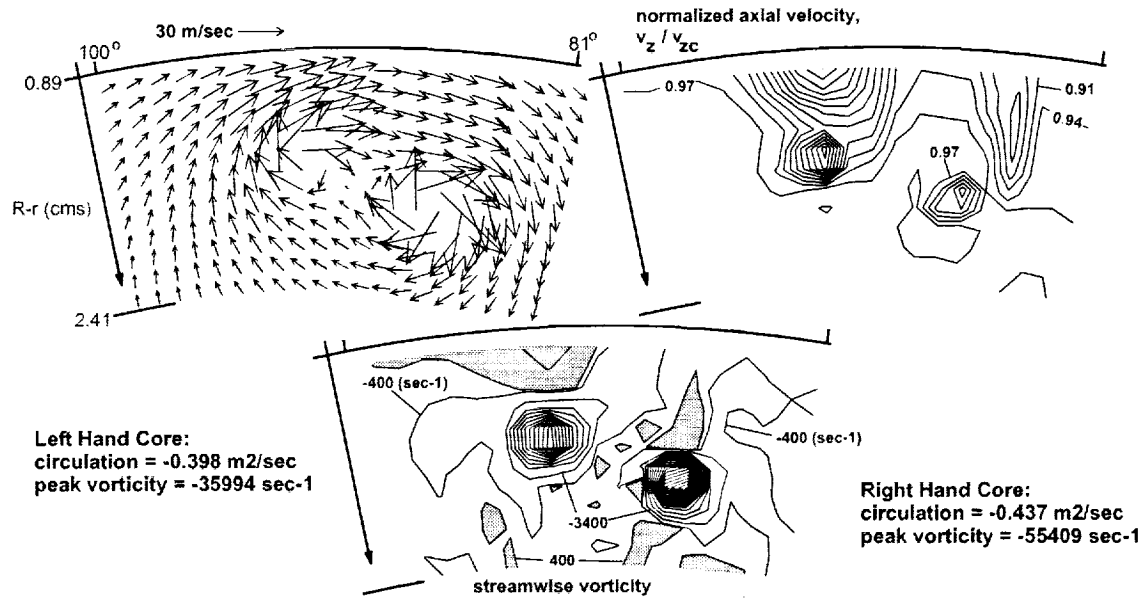 30 m/sec
100°
81°
0.89
R-r (cms)
2.41
normalized axial velocity,
v_z / v_zc
0.97
0.91
0.94
0.97
-400 (sec-1)
-400 (sec-1)
-3400
400
streamwise vorticity
Left Hand Core:
circulation = -0.398 m2/sec
peak vorticity = -35994 sec-1
Right Hand Core:
circulation = -0.437 m2/sec
peak vorticity = -55409 sec-1